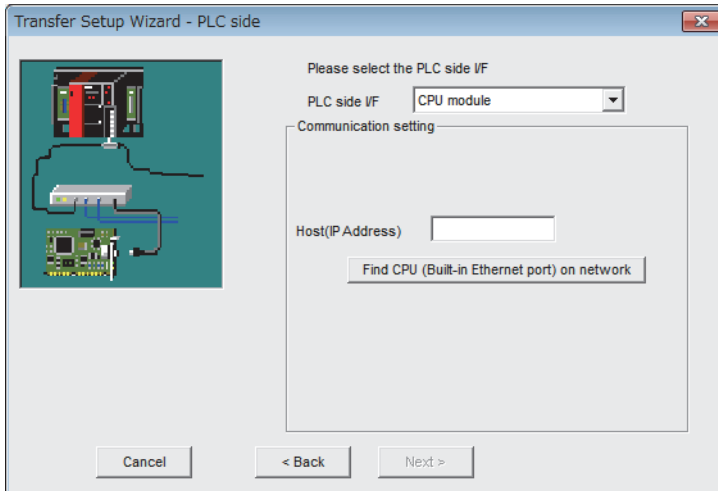 Transfer Setup Wizard - PLC side
Please select the PLC side I/F
PLC side I/F CPU module
Communication setting
Host(IP Address)
Find CPU (Built-in Ethernet port) on network
Cancel < Back Next >